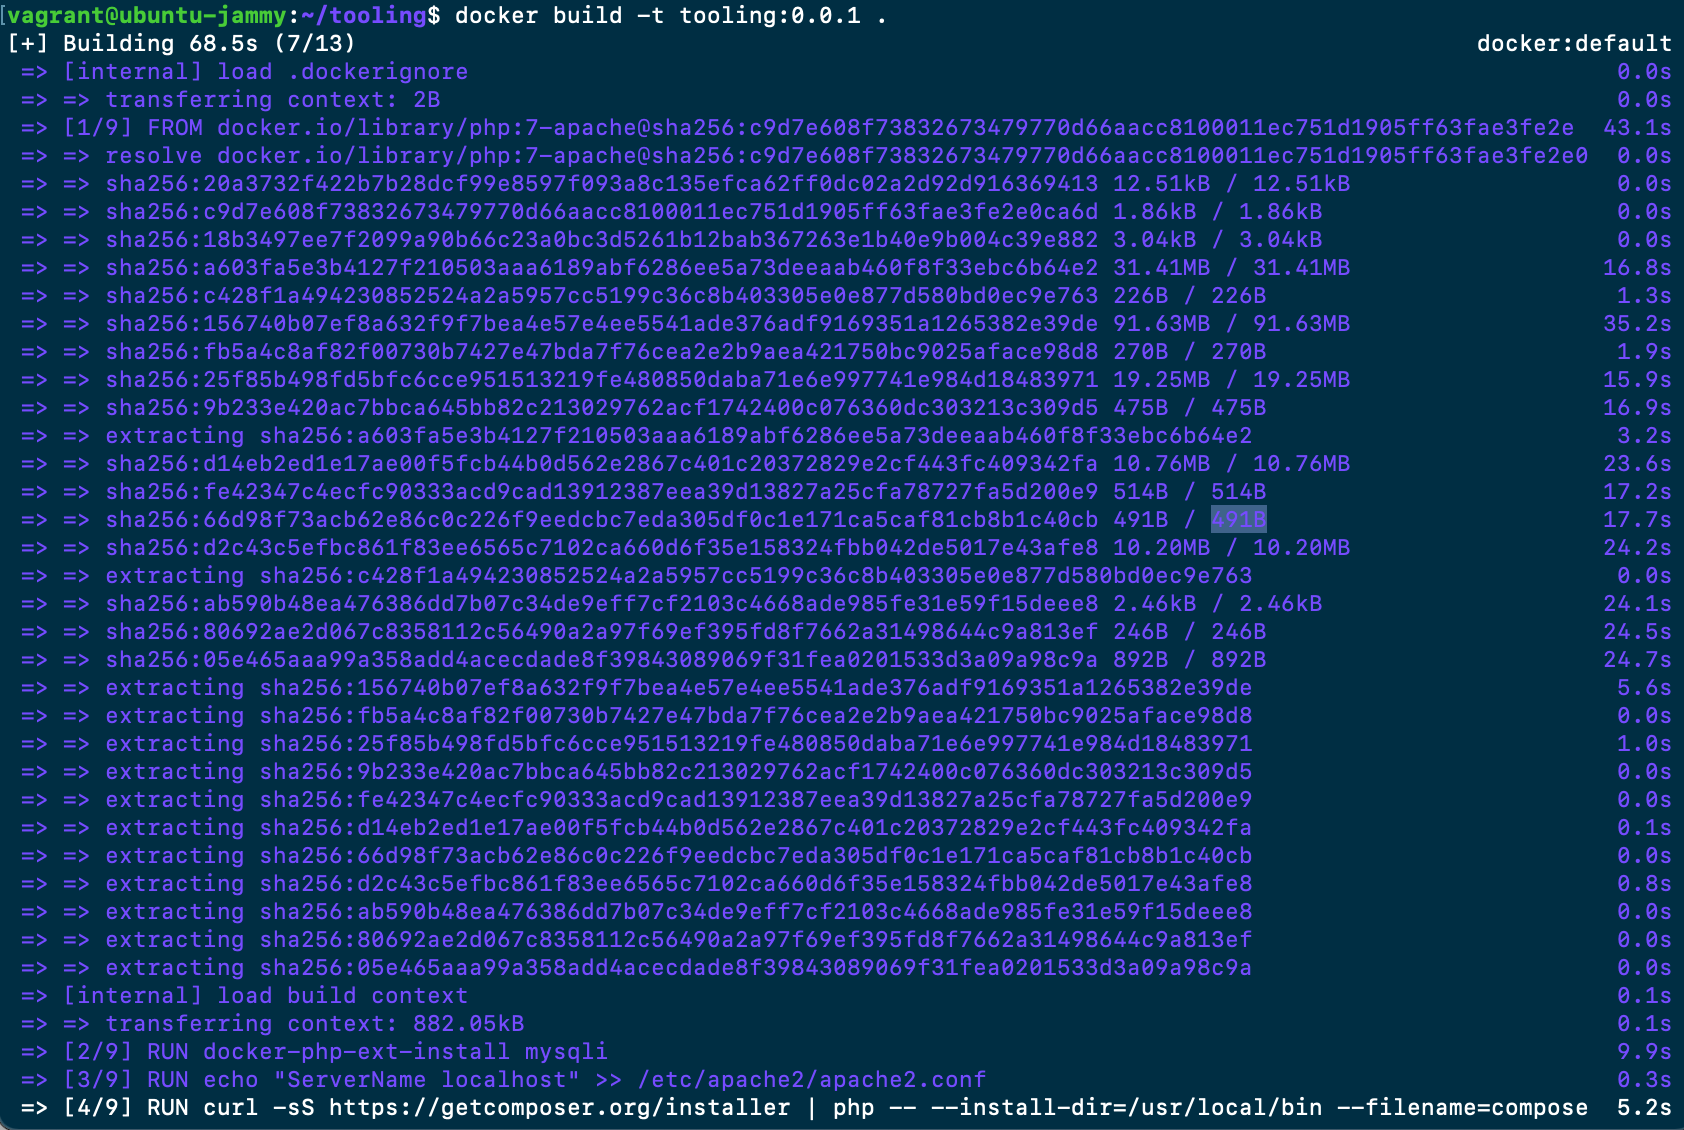 [vagrant@ubuntu-jammy:~/tooling$ docker build -t tooling:0.0.1 .
[+] Building 68.5s (7/13) docker:default
=> [internal] load .dockerignore 0.0s
=> => transferring context: 2B 0.0s
=> [1/9] FROM docker.io/library/php:7-apache@sha256:c9d7e608f73832673479770d66aacc8100011ec751d1905ff63fae3fe2e 43.1s
=> => resolve docker.io/library/php:7-apache@sha256:c9d7e608f73832673479770d66aacc8100011ec751d1905ff63fae3fe2e0 0.0s
=> => sha256:20a3732f422b7b28dcf99e8597f093a8c135efca62ff0dc02a2d92d916369413 12.51kB / 12.51kB 0.0s
=> => sha256:c9d7e608f73832673479770d66aacc8100011ec751d1905ff63fae3fe2e0ca6d 1.86kB / 1.86kB 0.0s
=> => sha256:18b3497ee7f2099a90b66c23a0bc3d5261b12bab367263e1b40e9b004c39e882 3.04kB / 3.04kB 0.0s
=> => sha256:a603fa5e3b4127f210503aaa6189abf6286ee5a73deeaab460f8f33ebc6b64e2 31.41MB / 31.41MB 16.8s
=> => sha256:c428f1a494230852524a2a5957cc5199c36c8b403305e0e877d580bd0ec9e763 226B / 226B 1.3s
=> => sha256:156740b07ef8a632f9f7bea4e57e4ee5541ade376adf9169351a1265382e39de 91.63MB / 91.63MB 35.2s
=> => sha256:fb5a4c8af82f00730b7427e47bda7f76cea2e2b9aea421750bc9025aface98d8 270B / 270B 1.9s
=> => sha256:25f85b498fd5bfc6cce951513219fe480850daba71e6e997741e984d18483971 19.25MB / 19.25MB 15.9s
=> => sha256:9b233e420ac7bbca645bb82c213029762acf1742400c076360dc303213c309d5 475B / 475B 16.9s
=> => extracting sha256:a603fa5e3b4127f210503aaa6189abf6286ee5a73deeaab460f8f33ebc6b64e2 3.2s
=> => sha256:d14eb2ed1e17ae00f5fcb44b0d562e2867c401c20372829e2cf443fc409342fa 10.76MB / 10.76MB 23.6s
=> => sha256:fe42347c4ecfc90333acd9cad13912387eea39d13827a25cfa78727fa5d200e9 514B / 514B 17.2s
=> => sha256:66d98f73acb62e86c0c226f9eedcbc7eda305df0c1e171ca5caf81cb8b1c40cb 491B / 491B 17.7s
=> => sha256:d2c43c5efbc861f83ee6565c7102ca660d6f35e158324fbb042de5017e43afe8 10.20MB / 10.20MB 24.2s
=> => extracting sha256:c428f1a494230852524a2a5957cc5199c36c8b403305e0e877d580bd0ec9e763 0.0s
=> => sha256:ab590b48ea476386dd7b07c34de9eff7cf2103c4668ade985fe31e59f15deee8 2.46kB / 2.46kB 24.1s
=> => sha256:80692ae2d067c8358112c56490a2a97f69ef395fd8f7662a31498644c9a813ef 246B / 246B 24.5s
=> => sha256:05e465aaa99a358add4acecdade8f39843089069f31fea0201533d3a09a98c9a 892B / 892B 24.7s
=> => extracting sha256:156740b07ef8a632f9f7bea4e57e4ee5541ade376adf9169351a1265382e39de 5.6s
=> => extracting sha256:fb5a4c8af82f00730b7427e47bda7f76cea2e2b9aea421750bc9025aface98d8 0.0s
=> => extracting sha256:25f85b498fd5bfc6cce951513219fe480850daba71e6e997741e984d18483971 1.0s
=> => extracting sha256:9b233e420ac7bbca645bb82c213029762acf1742400c076360dc303213c309d5 0.0s
=> => extracting sha256:fe42347c4ecfc90333acd9cad13912387eea39d13827a25cfa78727fa5d200e9 0.0s
=> => extracting sha256:d14eb2ed1e17ae00f5fcb44b0d562e2867c401c20372829e2cf443fc409342fa 0.1s
=> => extracting sha256:66d98f73acb62e86c0c226f9eedcbc7eda305df0c1e171ca5caf81cb8b1c40cb 0.0s
=> => extracting sha256:d2c43c5efbc861f83ee6565c7102ca660d6f35e158324fbb042de5017e43afe8 0.8s
=> => extracting sha256:ab590b48ea476386dd7b07c34de9eff7cf2103c4668ade985fe31e59f15deee8 0.0s
=> => extracting sha256:80692ae2d067c8358112c56490a2a97f69ef395fd8f7662a31498644c9a813ef 0.0s
=> => extracting sha256:05e465aaa99a358add4acecdade8f39843089069f31fea0201533d3a09a98c9a 0.0s
=> [internal] load build context 0.1s
=> => transferring context: 882.05kB 0.1s
=> [2/9] RUN docker-php-ext-install mysqli 9.9s
=> [3/9] RUN echo "ServerName localhost" >> /etc/apache2/apache2.conf 0.3s
=> [4/9] RUN curl -sS https://getcomposer.org/installer | php -- --install-dir=/usr/local/bin --filename=compose 5.2s